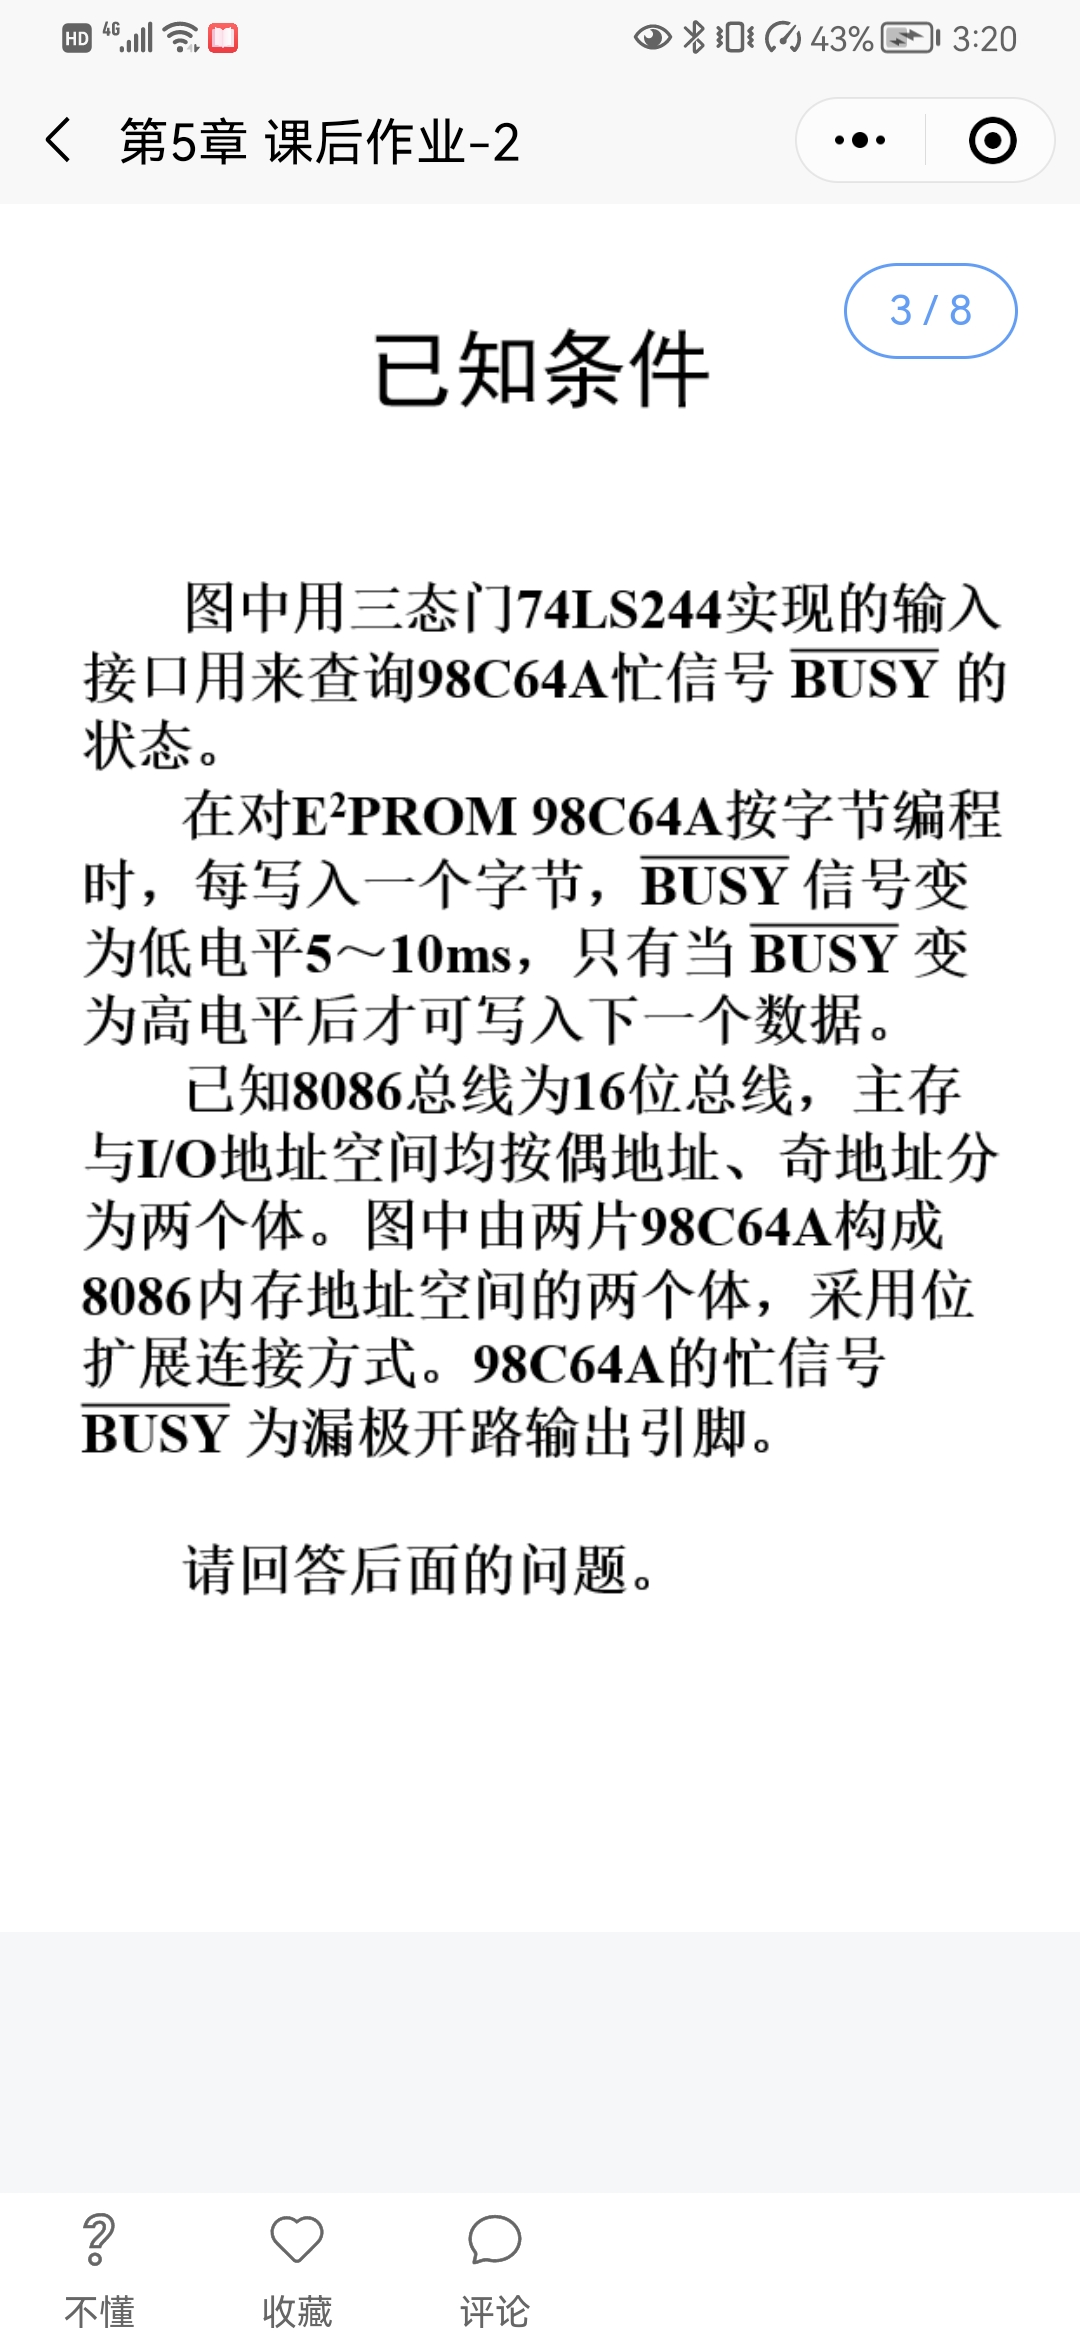 HD 4G 43% 3:20
第5章 课后作业-2
3 / 8
已知条件
图中用三态门74LS244实现的输入
接口用来查询98C64A忙信号 BUSY 的
状态。
在对E²PROM 98C64A按字节编程
时，每写入一个字节，BUSY 信号变
为低电平5～10ms，只有当 BUSY 变
为高电平后才可写入下一个数据。
已知8086总线为16位总线，主存
与I/O地址空间均按偶地址、奇地址分
为两个体。图中由两片98C64A构成
8086内存地址空间的两个体，采用位
扩展连接方式。98C64A的忙信号
BUSY 为漏极开路输出引脚。
请回答后面的问题。
不懂 收藏 评论